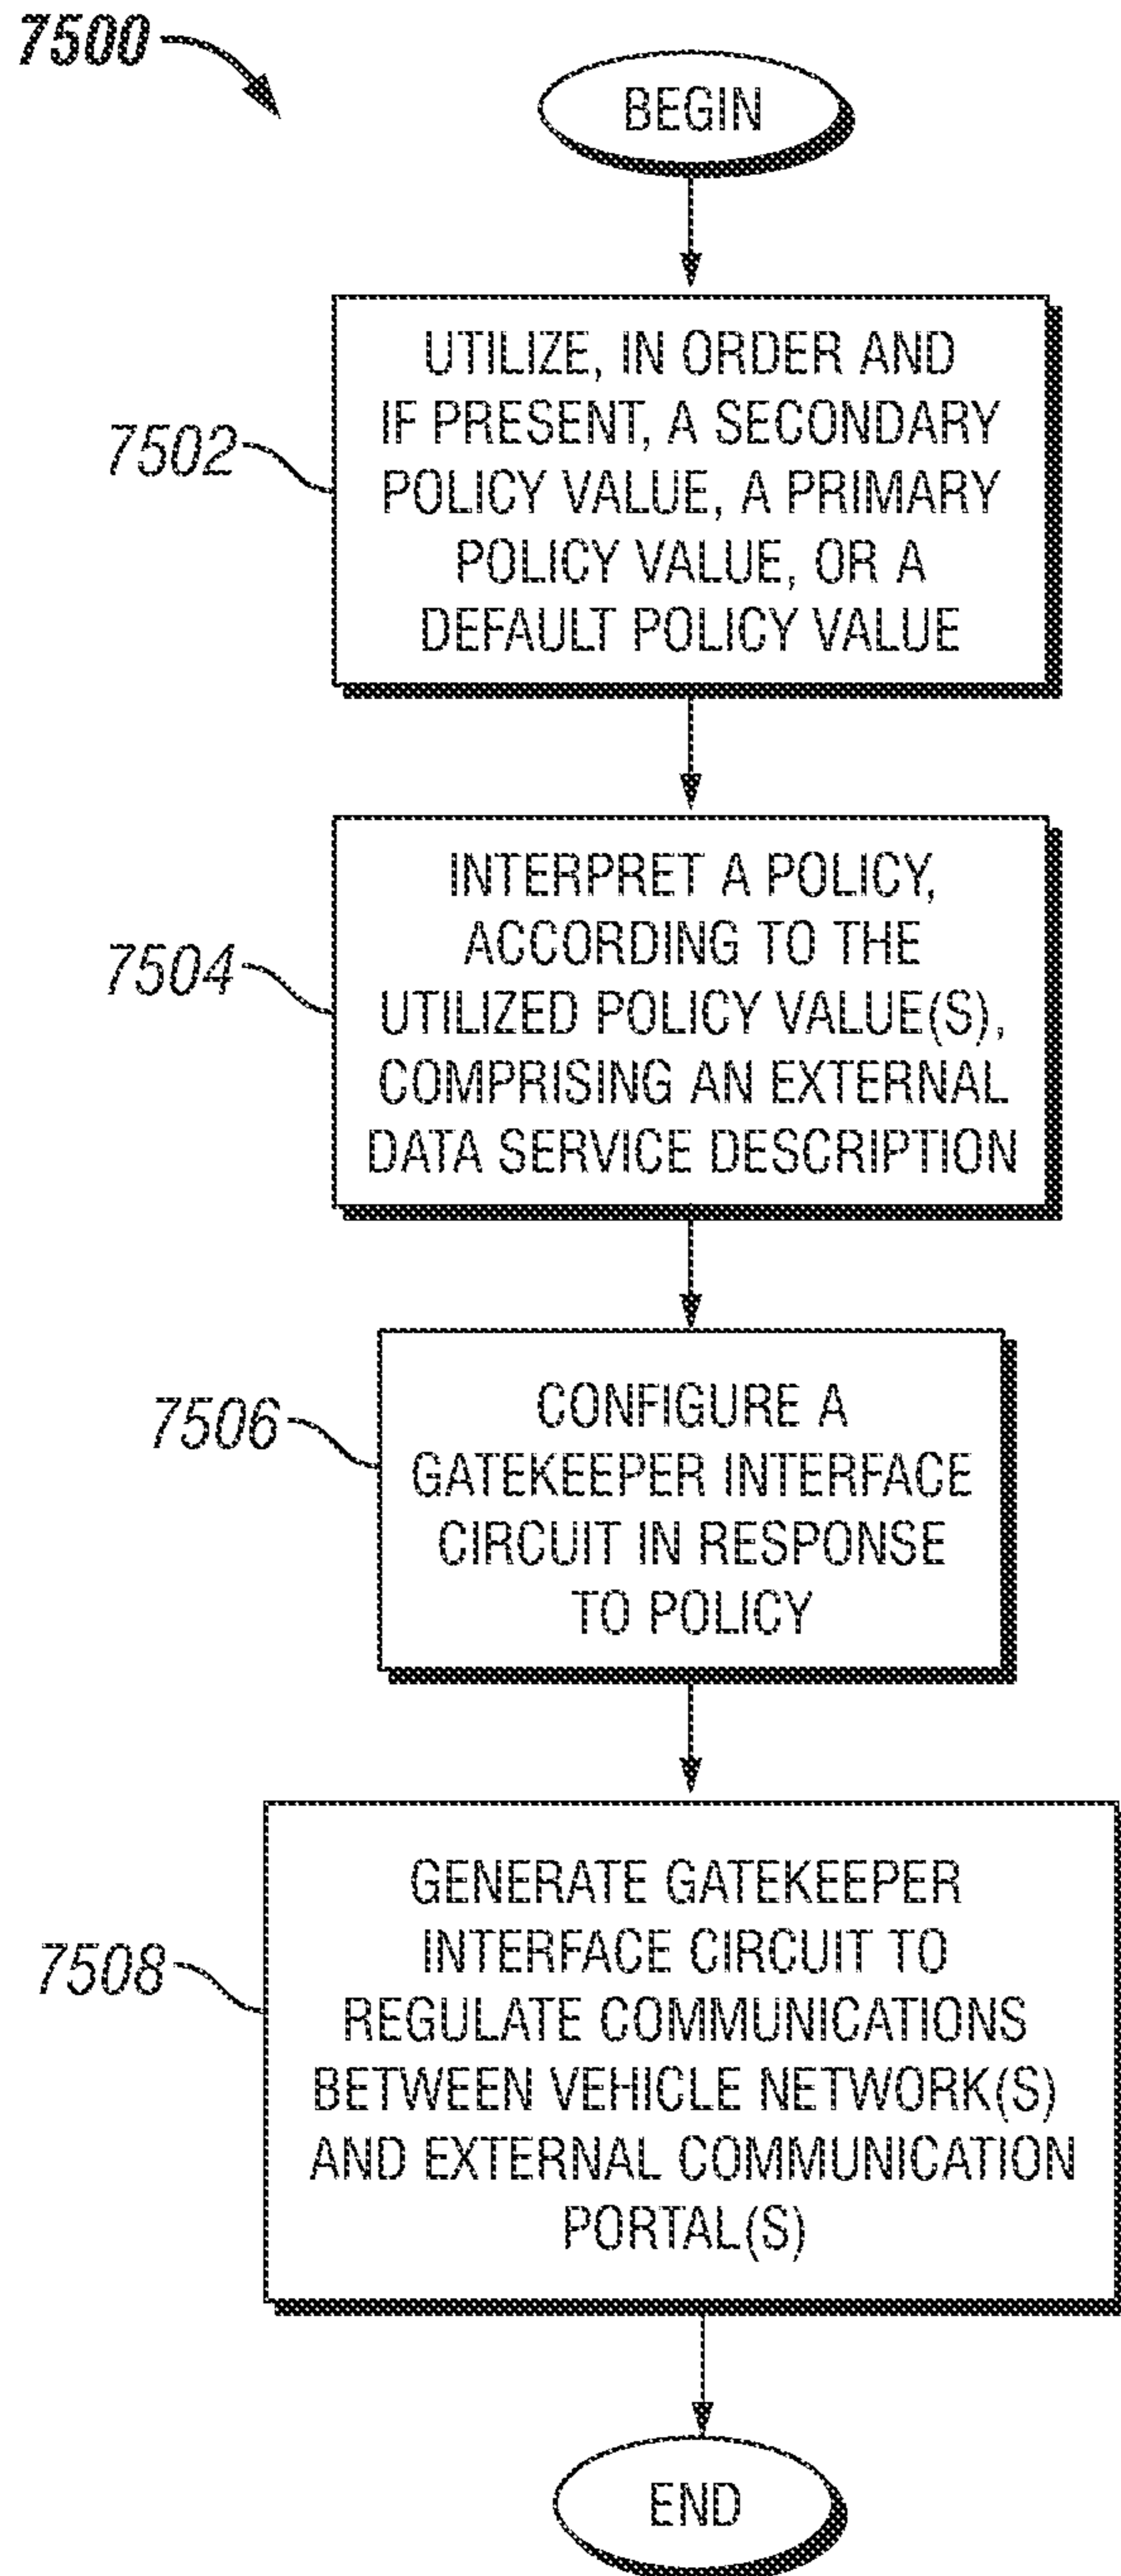 7500
BEGIN
UTILIZE, IN ORDER AND
IF PRESENT, A SECONDARY
POLICY VALUE, A PRIMARY
POLICY VALUE, OR A
DEFAULT POLICY VALUE
7502
INTERPRET A POLICY,
ACCORDING TO THE
UTILIZED POLICY VALUE(S),
COMPRISING AN EXTERNAL
DATA SERVICE DESCRIPTION
7504
CONFIGURE A
GATEKEEPER INTERFACE
CIRCUIT IN RESPONSE
TO POLICY
7506
GENERATE GATEKEEPER
INTERFACE CIRCUIT TO
REGULATE COMMUNICATIONS
BETWEEN VEHICLE NETWORK(S)
AND EXTERNAL COMMUNICATION
PORTAL(S)
7508
END